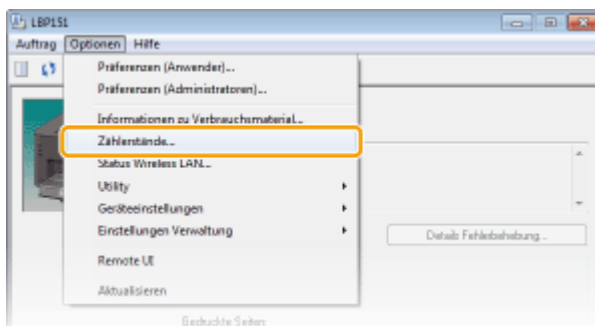 LBP151
Auftrag Optionen Hilfe
Präferenzen (Anwender)...
Präferenzen (Administratoren)...
Informationen zu Verbrauchsmaterial...
Zählerstände...
Status Wireless LAN...
Utility
Geräteeinstellungen
Einstellungen Verwaltung
Details Fehlerbehebung...
Remote UI
Aktualisieren
Gedruckte Seiten: